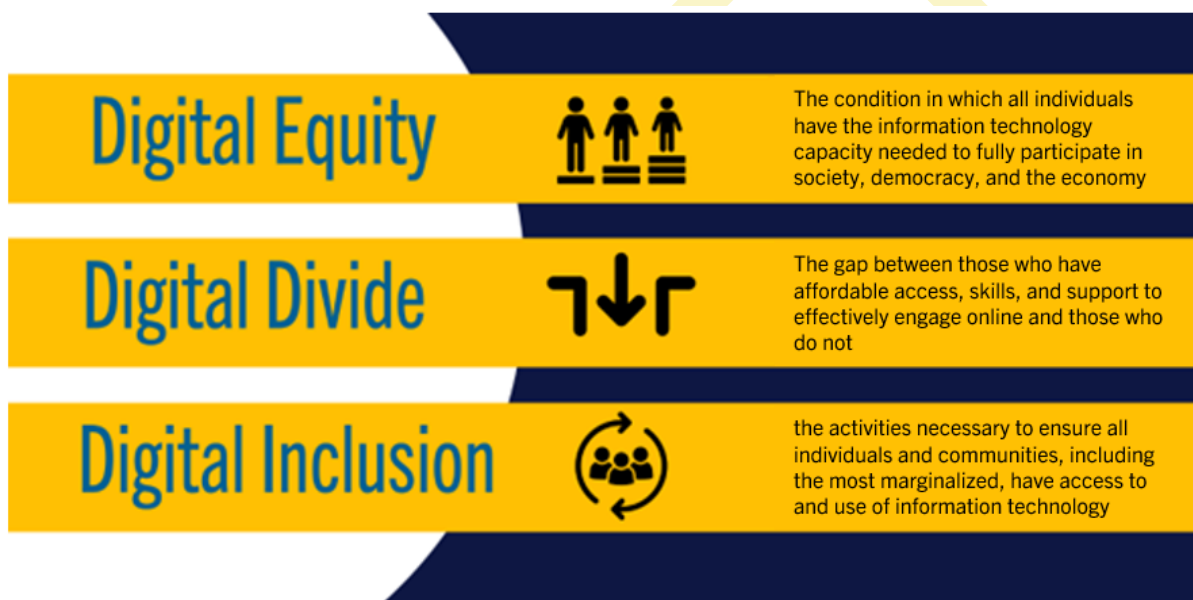 Digital Equity
The condition in which all individuals
have the information technology
capacity needed to fully participate in
society, democracy, and the economy
Digital Divide
The gap between those who have
affordable access, skills, and support to
effectively engage online and those who
do not
Digital Inclusion
the activities necessary to ensure all
individuals and communities, including
the most marginalized, have access to
and use of information technology